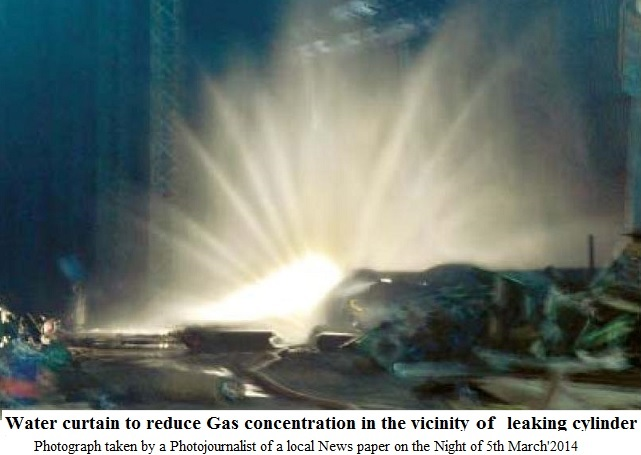 Water curtain to reduce Gas concentration in the vicinity of leaking cylinder
Photograph taken by a Photojournalist of a local News paper on the Night of 5th March'2014